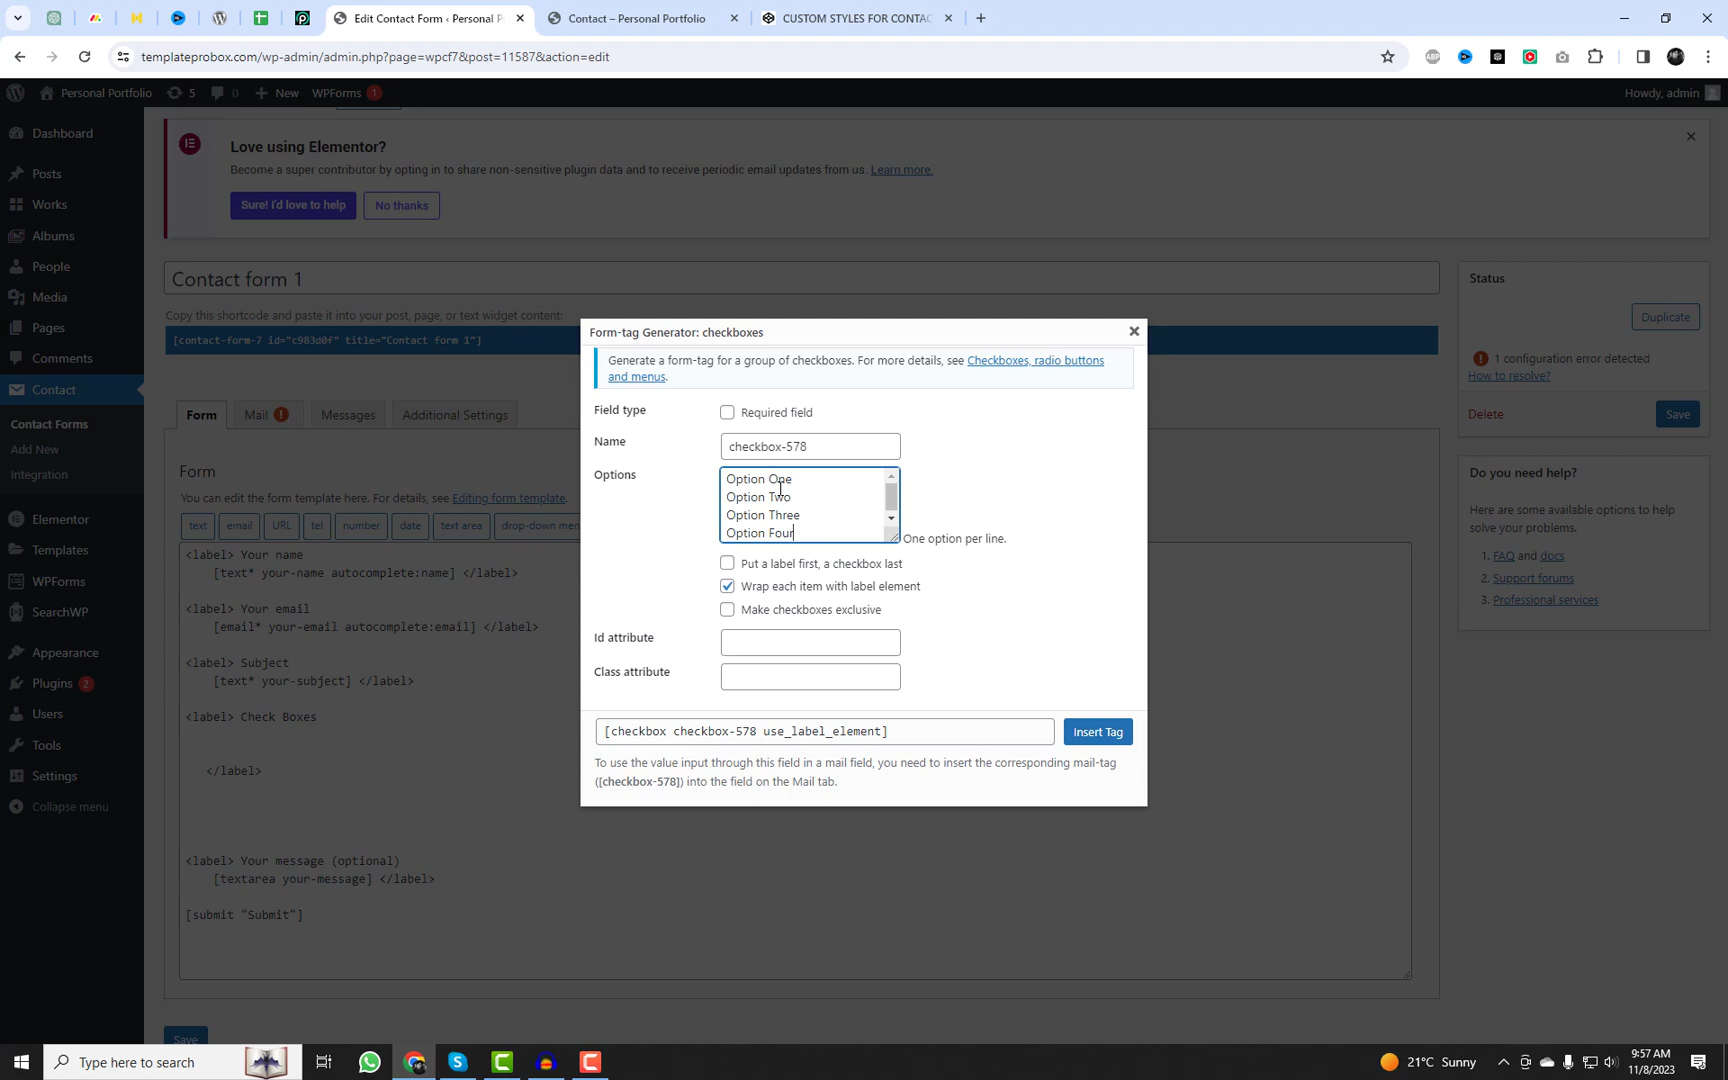 Edit Contact Form ‹ Personal P
Contact – Personal Portfolio
CUSTOM STYLES FOR CONTAC
templateprobox.com/wp-admin/admin.php?page=wpcf7&post=11587&action=edit
Personal Portfolio
5
New
WPForms 1
Howdy, admin
Dashboard
Posts
Works
Albums
People
Media
Pages
Comments
Contact
Contact Forms
Add New
Integration
Elementor
Templates
WPForms
SearchWP
Appearance
Plugins 2
Users
Tools
Settings
Collapse menu
Love using Elementor?
Become a super contributor by opting in to share non-sensitive plugin data and to receive periodic email updates from us. Learn more.
Sure! I'd love to help
No thanks
Contact form 1
Copy this shortcode and paste it into your post, page, or text widget content:
[contact-form-7 id="c983d0f" title="Contact form 1"]
Form
Mail
Messages
Additional Settings
Form
You can edit the form template here. For details, see Editing form template.
text
email
URL
tel
number
date
text area
drop-down men
<label> Your name
[text* your-name autocomplete:name] </label>
<label> Your email
[email* your-email autocomplete:email] </label>
<label> Subject
[text* your-subject] </label>
<label> Check Boxes
</label>
<label> Your message (optional)
[textarea your-message] </label>
[submit "Submit"]
Save
Form-tag Generator: checkboxes
Generate a form-tag for a group of checkboxes. For more details, see Checkboxes, radio buttons
and menus.
Field type
Required field
Name
checkbox-578
Options
Option One
Option Two
Option Three
Option Four
One option per line.
Put a label first, a checkbox last
Wrap each item with label element
Make checkboxes exclusive
Id attribute
Class attribute
[checkbox checkbox-578 use_label_element]
Insert Tag
To use the value input through this field in a mail field, you need to insert the corresponding mail-tag
([checkbox-578]) into the field on the Mail tab.
Status
Duplicate
1 configuration error detected
How to resolve?
Delete
Save
Do you need help?
Here are some available options to help
solve your problems.
1. FAQ and docs
2. Support forums
3. Professional services
Type here to search
21°C Sunny
9:57 AM
11/8/2023